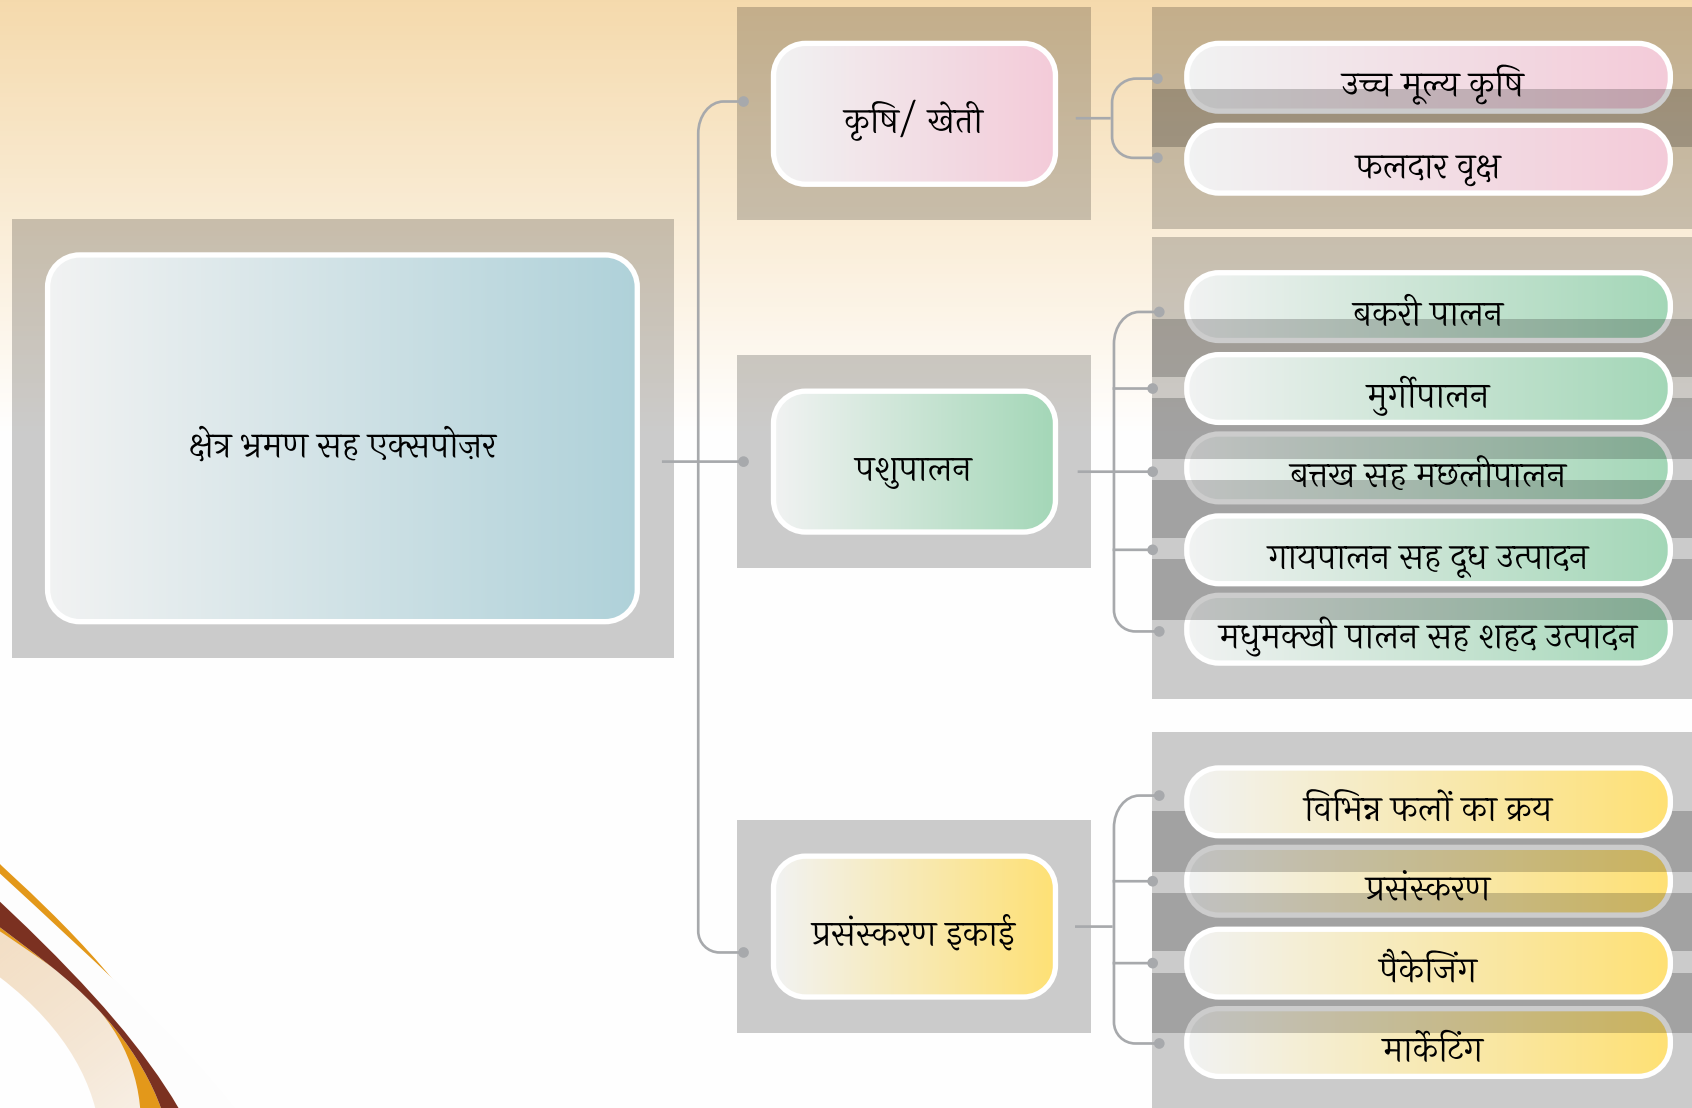 क्षेत्र भ्रमण सह एक्सपोज़र
कृषि/ खेती
उच्च मूल्य कृषि
फलदार वृक्ष
पशुपालन
बकरी पालन
मुर्गीपालन
बत्तख सह मछलीपालन
गायपालन सह दूध उत्पादन
मधुमक्खी पालन सह शहद उत्पादन
प्रसंस्करण इकाई
विभिन्न फलों का क्रय
प्रसंस्करण
पैकेजिंग
मार्केटिंग